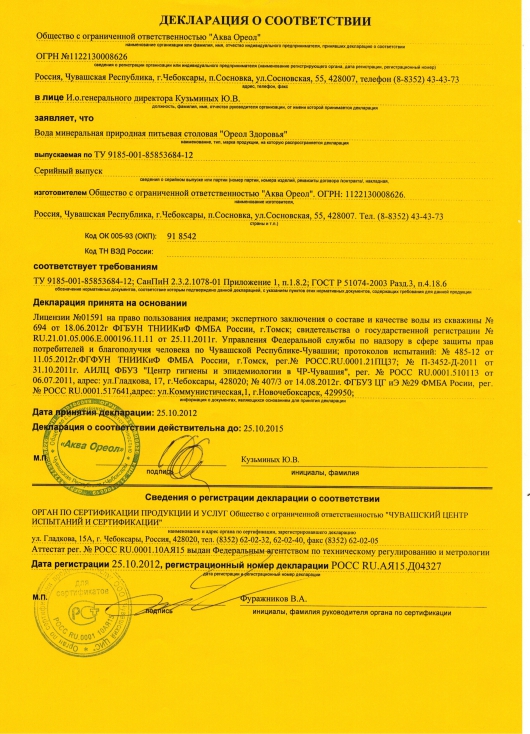 ДЕКЛАРАЦИЯ О СООТВЕТСТВИИ
Общество с ограниченной ответственностью "Аква Ореол"
наименование организации или фамилия, имя, отчество индивидуального предпринимателя, принявших декларацию о соответствии
ОГРН №1122130008626
сведения о регистрации организации или индивидуального предпринимателя (наименование регистрирующего органа, дата регистрации, регистрационный номер)
Россия, Чувашская Республика, г.Чебоксары, п.Сосновка, ул.Сосновская, 55, 428007, телефон (8-8352) 43-43-73
адрес, телефон, факс
в лице И.о.генерального директора Кузьминых Ю.В.
должность, фамилия, имя, отчество руководителя организации, от имени которой принимается декларация
заявляет, что
Вода минеральная природная питьевая столовая "Ореол Здоровья"
наименование, тип, марка продукции, на которую распространяется декларация
выпускаемая по ТУ 9185-001-85853684-12
Серийный выпуск
сведения о серийном выпуске или партии (номер партии, номера изделий, реквизиты договора (контракта), накладная,
изготовителем Общество с ограниченной ответственностью "Аква Ореол". ОГРН: 1122130008626.
наименование изготовителя,
Россия, Чувашская Республика, г.Чебоксары, п.Сосновка, ул.Сосновская, 55, 428007. Тел. (8-8352) 43-43-73
страны и т.п.)
Код ОК 005-93 (ОКП): 91 8542
Код ТН ВЭД России:
соответствует требованиям
ТУ 9185-001-85853684-12; СанПиН 2.3.2.1078-01 Приложение 1, п.1.8.2; ГОСТ Р 51074-2003 Разд.3, п.4.18.6
обозначение нормативных документов, соответствие которым подтверждено данной декларацией, с указанием пунктов этих нормативных документов, содержащих требования для данной продукции
Декларация принята на основании
Лицензии №01591 на право пользования недрами; экспертного заключения о составе и качестве воды из скважины №
694 от 18.06.2012г ФГБУН ТНИИКиФ ФМБА России, г.Томск; свидетельства о государственной регистрации №
RU.21.01.05.006.Е.000196.11.11 от 25.11.2011г. Управления Федеральной службы по надзору в сфере защиты прав
потребителей и благополучия человека по Чувашской Республике-Чувашии; протоколов испытаний: № 485-12 от
11.05.2012г.ФГФУН ТНИКиФ ФМБА России, г.Томск, рег.№ РОСС.RU.0001.21ПЦ37; № П-3452-Д-2011 от
31.10.2011г. АИЛЦ ФБУЗ "Центр гигиены и эпидемиологии в ЧР-Чувашия", рег. № РОСС RU.0001.510113 от
06.07.2011, адрес: ул.Гладкова, 17, г.Чебоксары, 428020; № 407/3 от 14.08.2012г. ФГБУЗ ЦГ иЭ №29 ФМБА Росии, рег.
№ РОСС RU.0001.517641,адрес: ул.Коммунистическая,1, г.Новочебоксарск, 429950;
информация о документах, являющихся основанием для принятия декларации
Дата принятия декларации: 25.10.2012
Декларация о соответствии действительна до: 25.10.2015
«Аква Ореол»
М.П.
Кузьминых Ю.В.
подпись
инициалы, фамилия
Сведения о регистрации декларации о соответствии
ОРГАН ПО СЕРТИФИКАЦИИ ПРОДУКЦИИ И УСЛУГ Общество с ограниченной ответственностью "ЧУВАШСКИЙ ЦЕНТР
ИСПЫТАНИЙ И СЕРТИФИКАЦИИ"
наименование и адрес органа по сертификации, зарегистрировавшего декларацию
ул. Гладкова, 15А, г. Чебоксары, Россия, 428020, тел. (8352) 62-02-32, 62-02-40, факс (8352) 62-02-05
Аттестат рег. № РОСС RU.0001.10АЯ15 выдан Федеральным агентством по техническому регулированию и метрологии
Дата регистрации 25.10.2012, регистрационный номер декларации РОСС RU.АЯ15.Д04327
дата регистрации и регистрационный номер декларации
Для
сертификатов
М.П.
Фуражников В.А.
подпись
инициалы, фамилия руководителя органа по сертификации